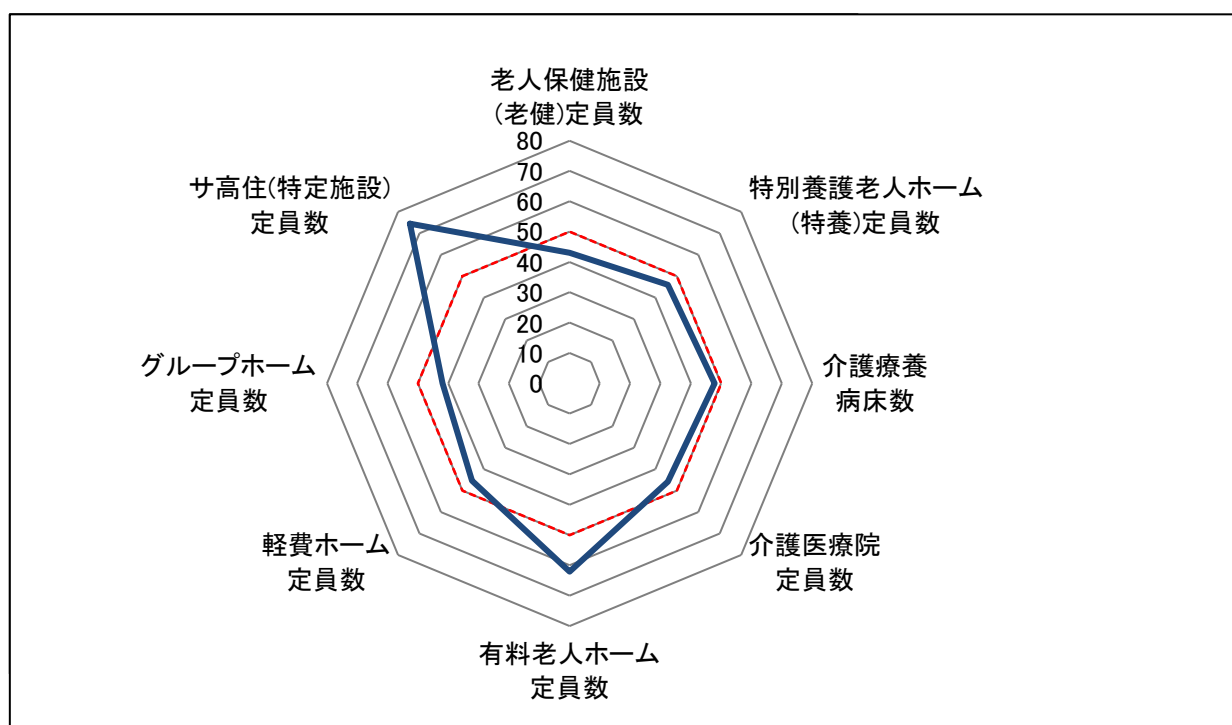 老人保健施設
(老健)定員数
特別養護老人ホーム
(特養)定員数
介護療養
病床数
介護医療院
定員数
有料老人ホーム
定員数
軽費ホーム
定員数
グループホーム
定員数
サ高住(特定施設)
定員数
80
70
60
50
40
30
20
10
0